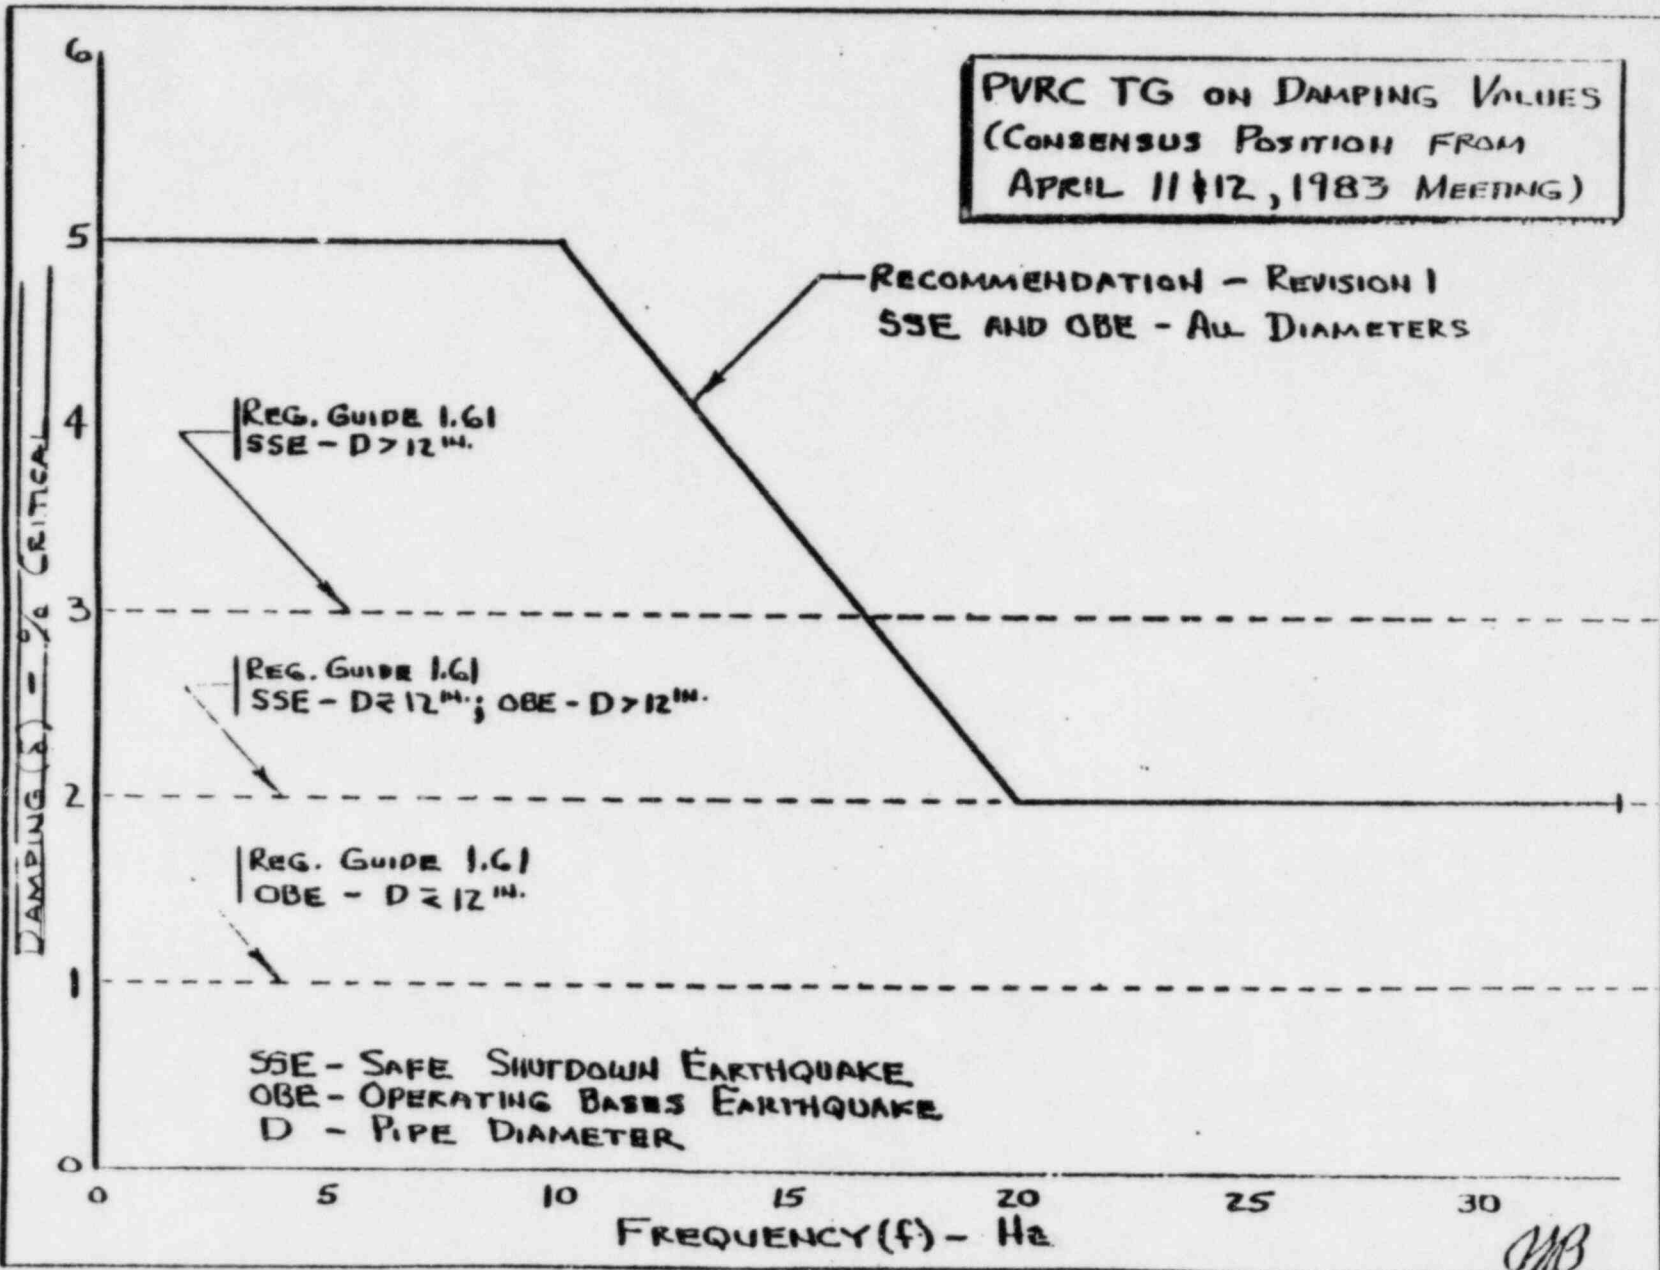 PVRC TG ON DAMPING VALUES
(CONSENSUS POSITION FROM
APRIL 11 & 12, 1983 MEETING)
6
5
4
3
2
1
0
DAMPING (δ) - % CRITICAL
RECOMMENDATION - REVISION 1
SSE AND OBE - ALL DIAMETERS
REG. GUIDE 1.61
SSE - D > 12 IN.
REG. GUIDE 1.61
SSE - D ≤ 12 IN.; OBE - D > 12 IN.
REG. GUIDE 1.61
OBE - D ≤ 12 IN.
SSE - SAFE SHUTDOWN EARTHQUAKE
OBE - OPERATING BASES EARTHQUAKE
D - PIPE DIAMETER
0 5 10 15 20 25 30
FREQUENCY (f) - Hz